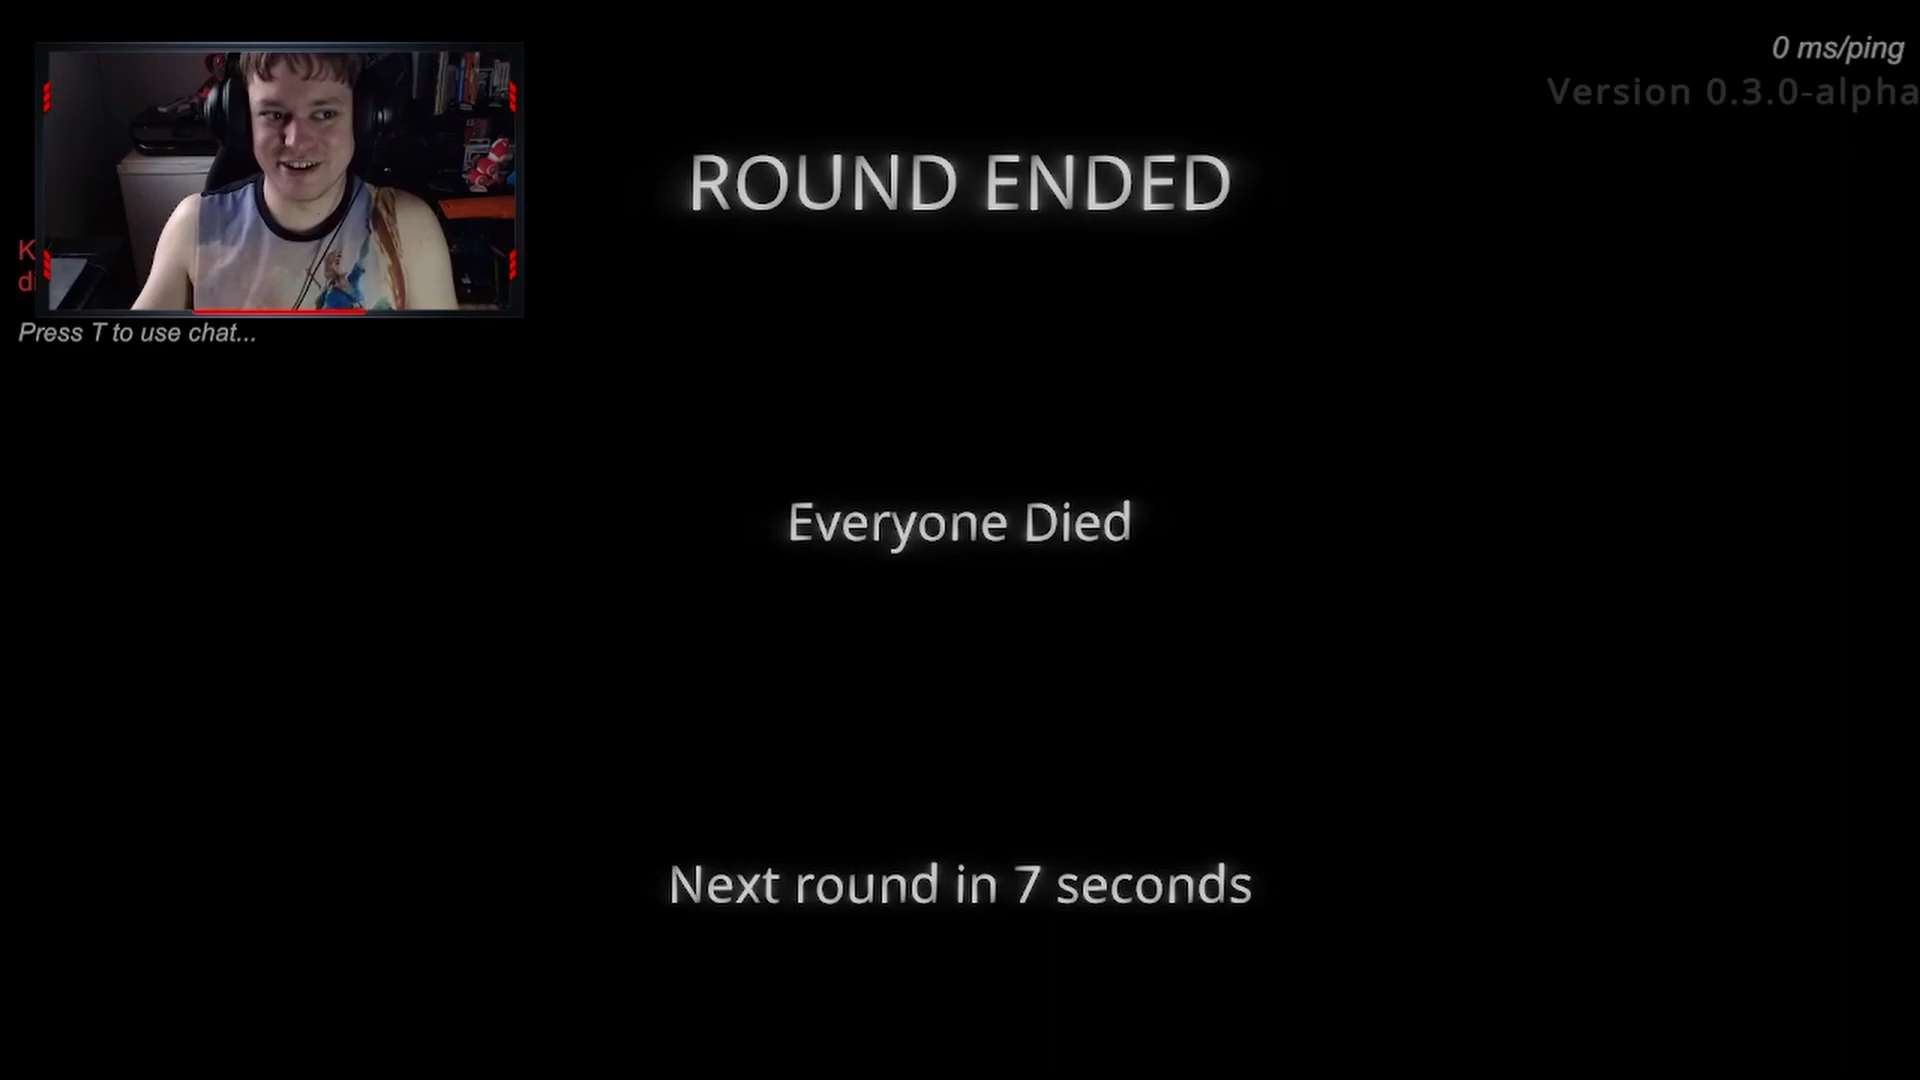 0 ms/ping
Version 0.3.0-alpha
ROUND ENDED
Press T to use chat...
Everyone Died
Next round in 7 seconds